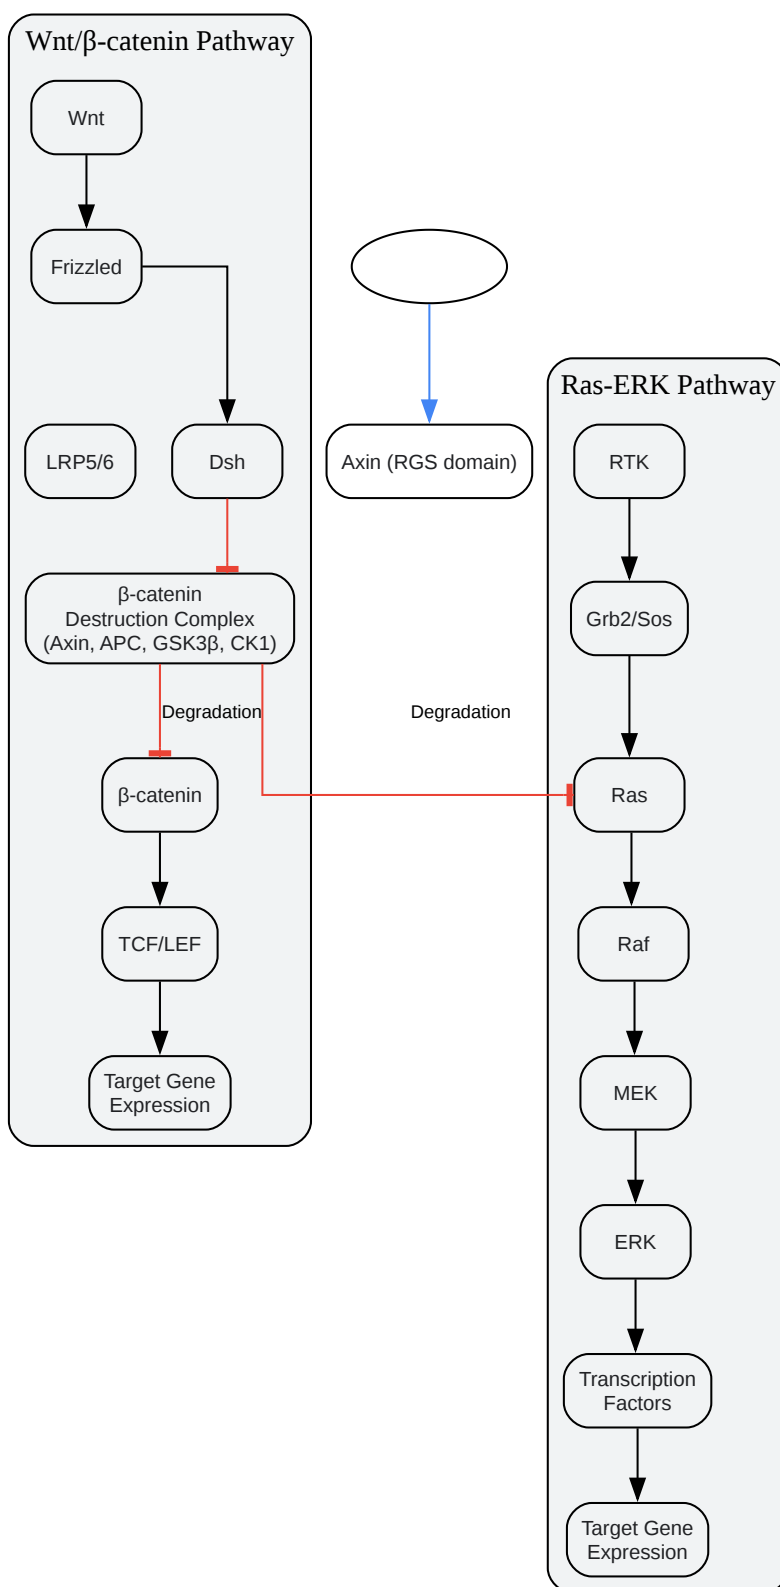 Wnt/β-catenin Pathway
Wnt
Frizzled
LRP5/6
Dsh
β-catenin
Destruction Complex
(Axin, APC, GSK3β, CK1)
Degradation
β-catenin
TCF/LEF
Target Gene
Expression
Axin (RGS domain)
Degradation
Ras-ERK Pathway
RTK
Grb2/Sos
Ras
Raf
MEK
ERK
Transcription
Factors
Target Gene
Expression